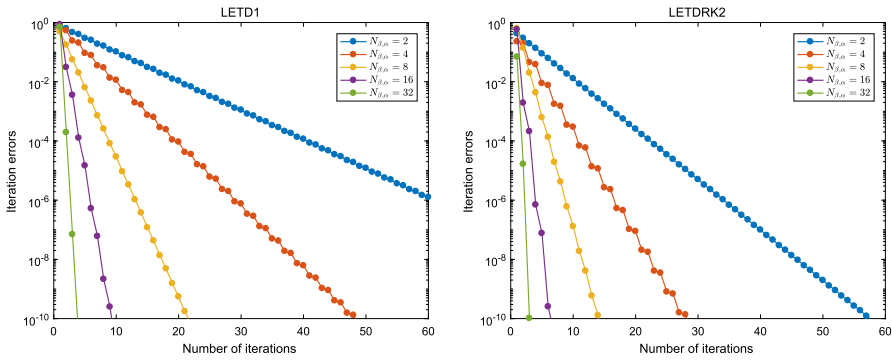 LETD1
10^0
10^-2
10^-4
10^-6
10^-8
10^-10
Iteration errors
0 10 20 30 40 50 60
Number of iterations
N_{β,α} = 2
N_{β,α} = 4
N_{β,α} = 8
N_{β,α} = 16
N_{β,α} = 32
LETDRK2
10^0
10^-2
10^-4
10^-6
10^-8
10^-10
Iteration errors
0 10 20 30 40 50 60
Number of iterations
N_{β,α} = 2
N_{β,α} = 4
N_{β,α} = 8
N_{β,α} = 16
N_{β,α} = 32